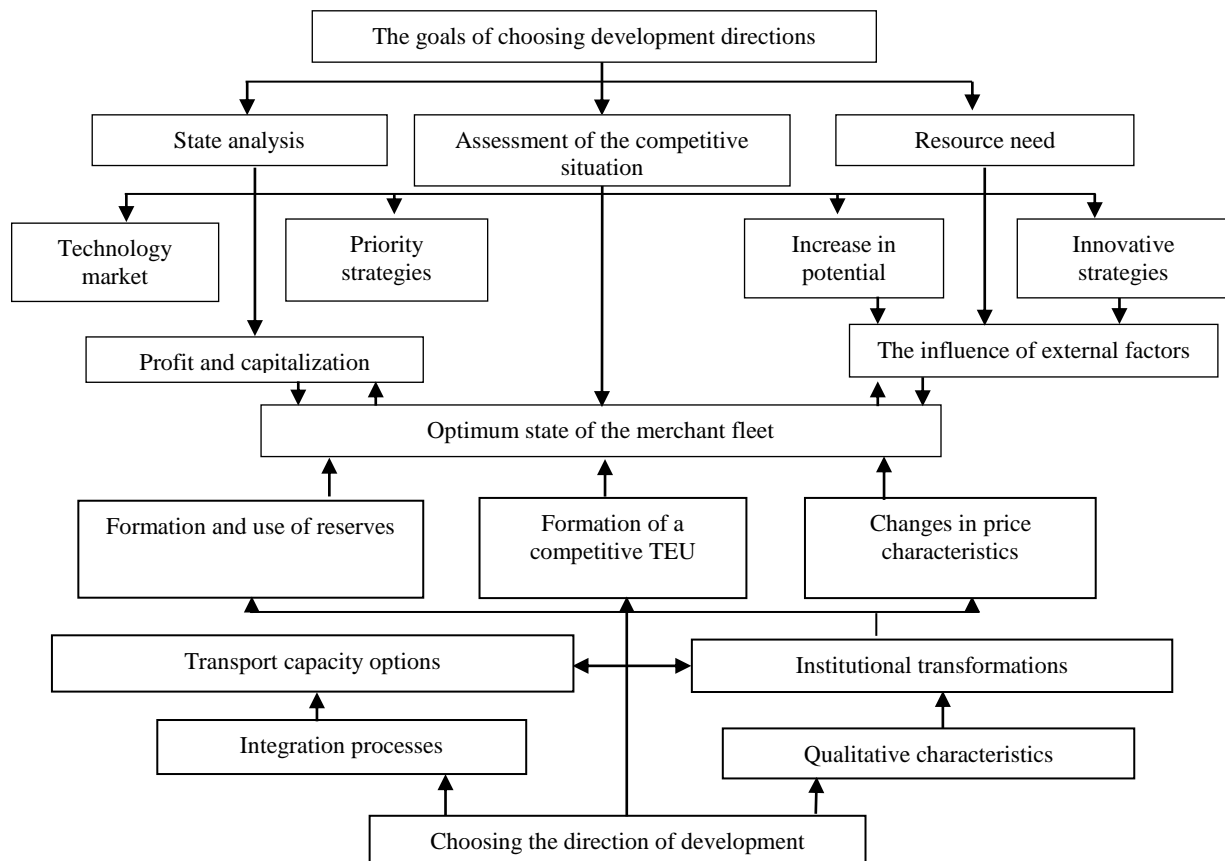 The goals of choosing development directions
State analysis
Assessment of the competitive
situation
Resource need
Technology
market
Priority
strategies
Increase in
potential
Innovative
strategies
Profit and capitalization
The influence of external factors
Optimum state of the merchant fleet
Formation and use of reserves
Formation of a
competitive TEU
Changes in price
characteristics
Transport capacity options
Institutional transformations
Integration processes
Qualitative characteristics
Choosing the direction of development